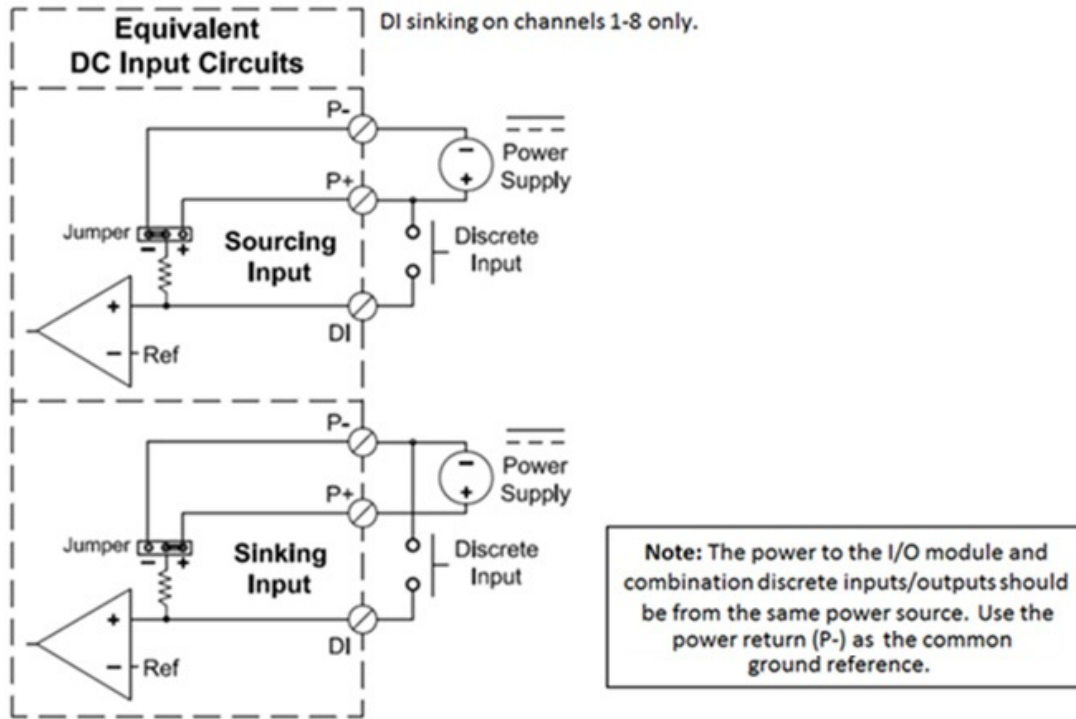 Equivalent
DC Input Circuits
DI sinking on channels 1-8 only.
P-
-
+
Power
Supply
P+
Jumper
- +
Sourcing
Input
Discrete
Input
+
-
Ref
DI
P-
-
+
Power
Supply
P+
Jumper
- +
Sinking
Input
Discrete
Input
+
-
Ref
DI
Note: The power to the I/O module and
combination discrete inputs/outputs should
be from the same power source. Use the
power return (P-) as the common
ground reference.